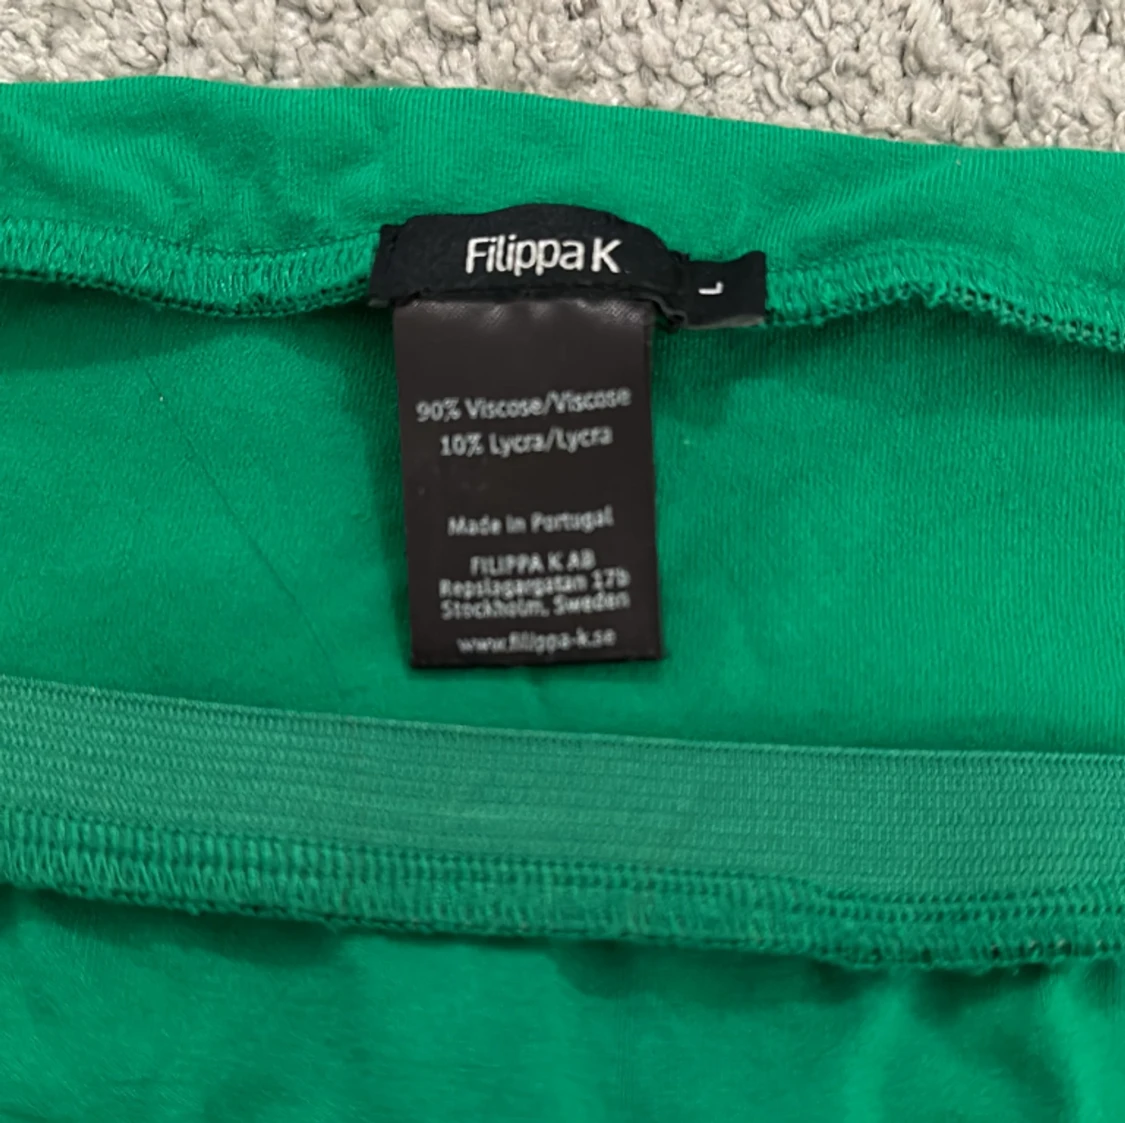 Filippa K
L
90% Viscose/Viscose
10% Lycra/Lycra
Made in Portugal
FILIPPA K AB
Repslagargatan 17b
Stockholm, Sweden
www.filippa-k.se